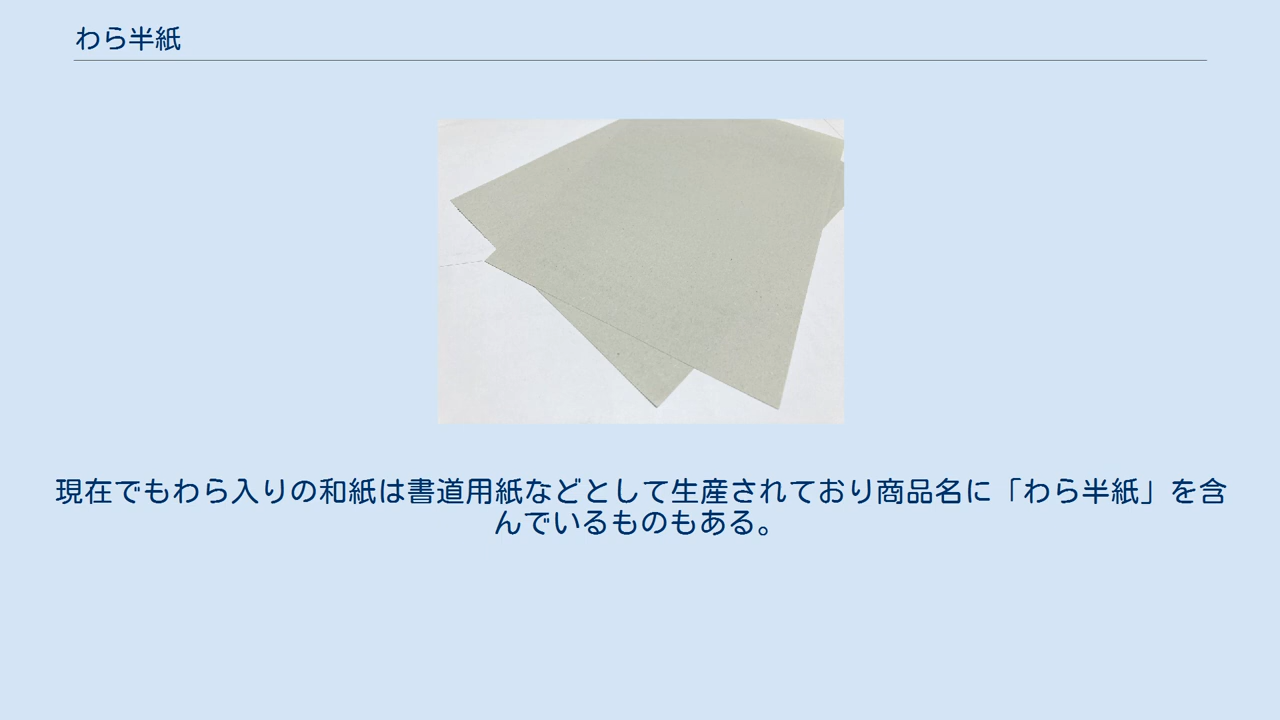 わら半紙
現在でもわら入りの和紙は書道用紙などとして生産されており商品名に「わら半紙」を含
んでいるものもある。